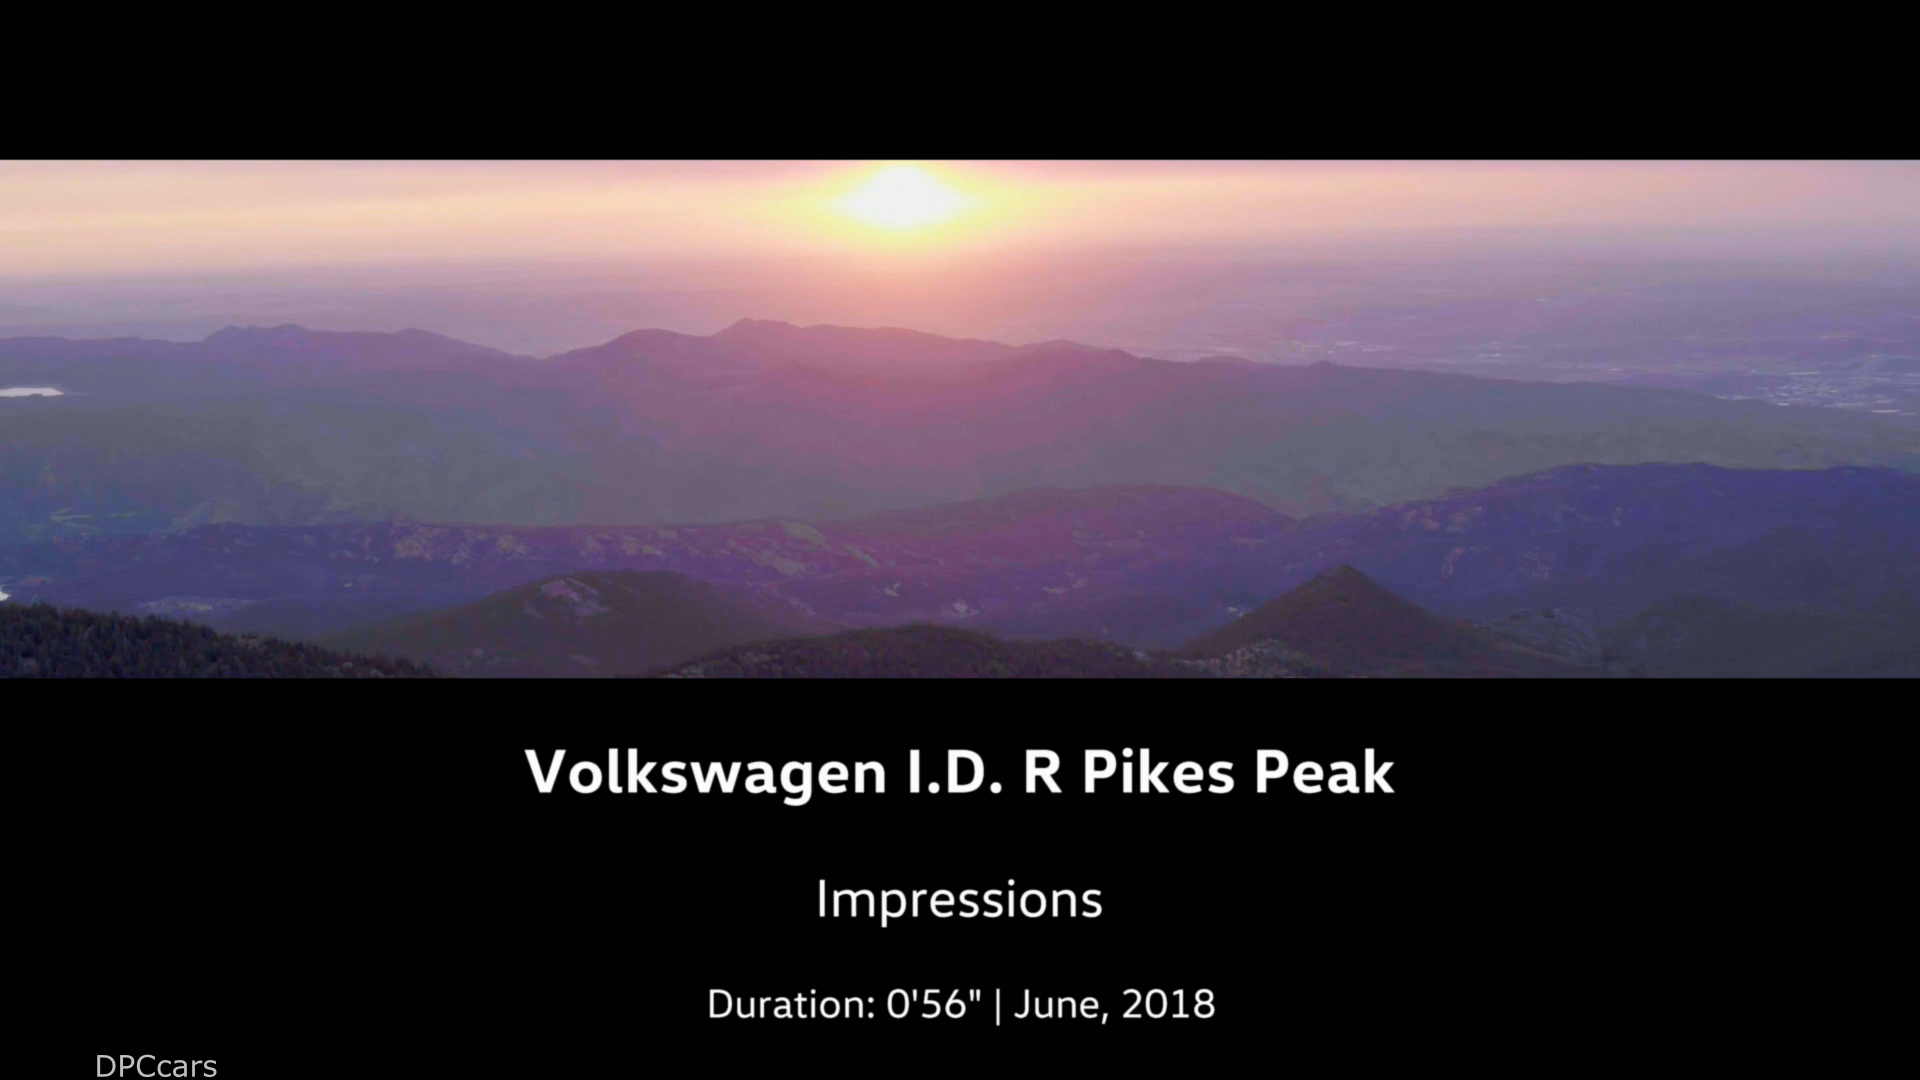 Volkswagen I.D. R Pikes Peak
Impressions
Duration: 0'56" | June, 2018
DPCcars